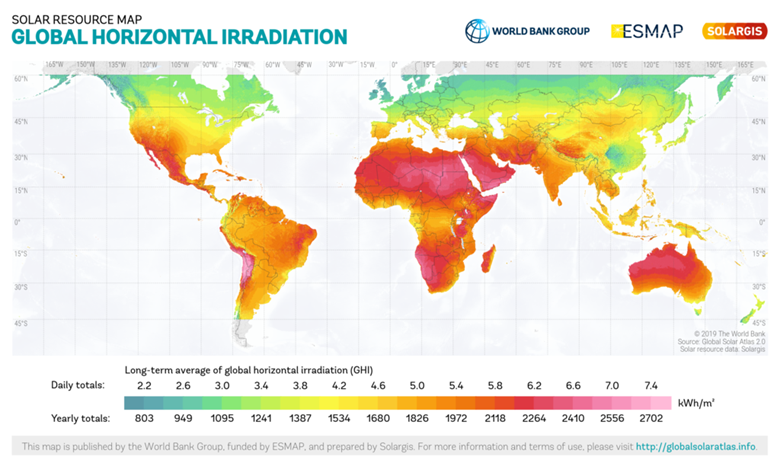 SOLAR RESOURCE MAP
GLOBAL HORIZONTAL IRRADIATION
WORLD BANK GROUP
ESMAP
SOLARGIS
165°W 135°W 105°W 75°W 45°W 30°W 15°W 0° 15°E 30°E 45°E 60°E 75°E 90°E 105°E 120°E 135°E 165°E
60°N 60°N
45°N 45°N
30°N 30°N
15°N 15°N
0° 0°
15°S 15°S
30°S 30°S
45°S
© 2019 The World Bank
Source: Global Solar Atlas 2.0
Solar resource data: Solargis
Long-term average of global horizontal irradiation (GHI)
Daily totals: 2.2 2.6 3.0 3.4 3.8 4.2 4.6 5.0 5.4 5.8 6.2 6.6 7.0 7.4
kWh/m²
Yearly totals: 803 949 1095 1241 1387 1534 1680 1826 1972 2118 2264 2410 2556 2702
This map is published by the World Bank Group, funded by ESMAP, and prepared by Solargis. For more information and terms of use, please visit http://globalsolaratlas.info.